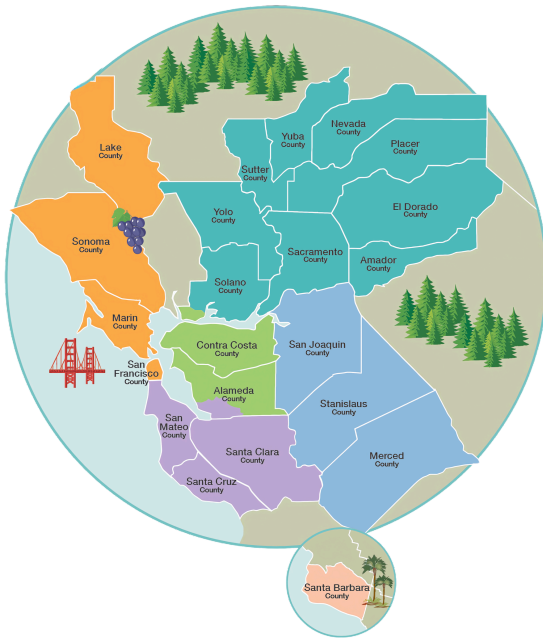 Lake
County
Yuba
County
Nevada
County
Placer
County
Sutter
County
El Dorado
County
Yolo
County
Sonoma
County
Sacramento
County
Amador
County
Solano
County
Marin
County
Contra Costa
County
San Joaquin
County
San
Francisco
County
Alameda
County
Stanislaus
County
San
Mateo
County
Santa Clara
County
Merced
County
Santa Cruz
County
Santa Barbara
County